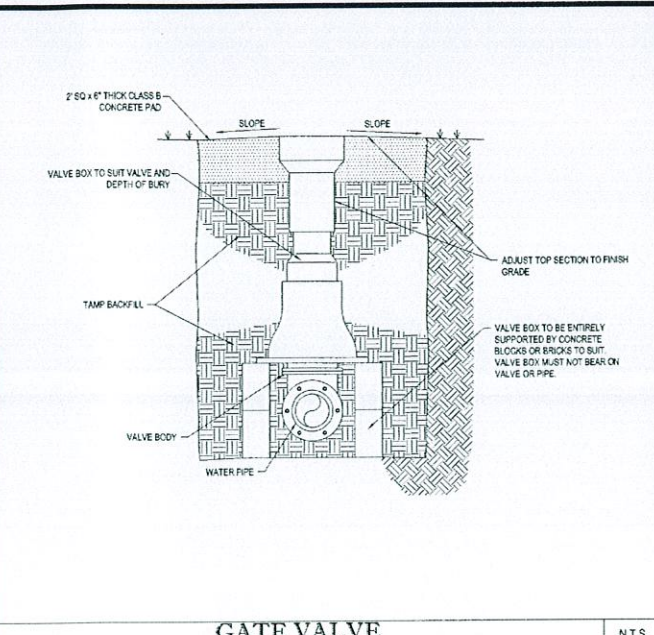 2' SQ x 6" THICK CLASS B
CONCRETE PAD
SLOPE
SLOPE
VALVE BOX TO SUIT VALVE AND
DEPTH OF BURY
ADJUST TOP SECTION TO FINISH
GRADE
TAMP BACKFILL
VALVE BOX TO BE ENTIRELY
SUPPORTED BY CONCRETE
BLOCKS OR BRICKS TO SUIT.
VALVE BOX MUST NOT BEAR ON
VALVE OR PIPE.
VALVE BODY
WATER PIPE
GATE VALVE
NTS